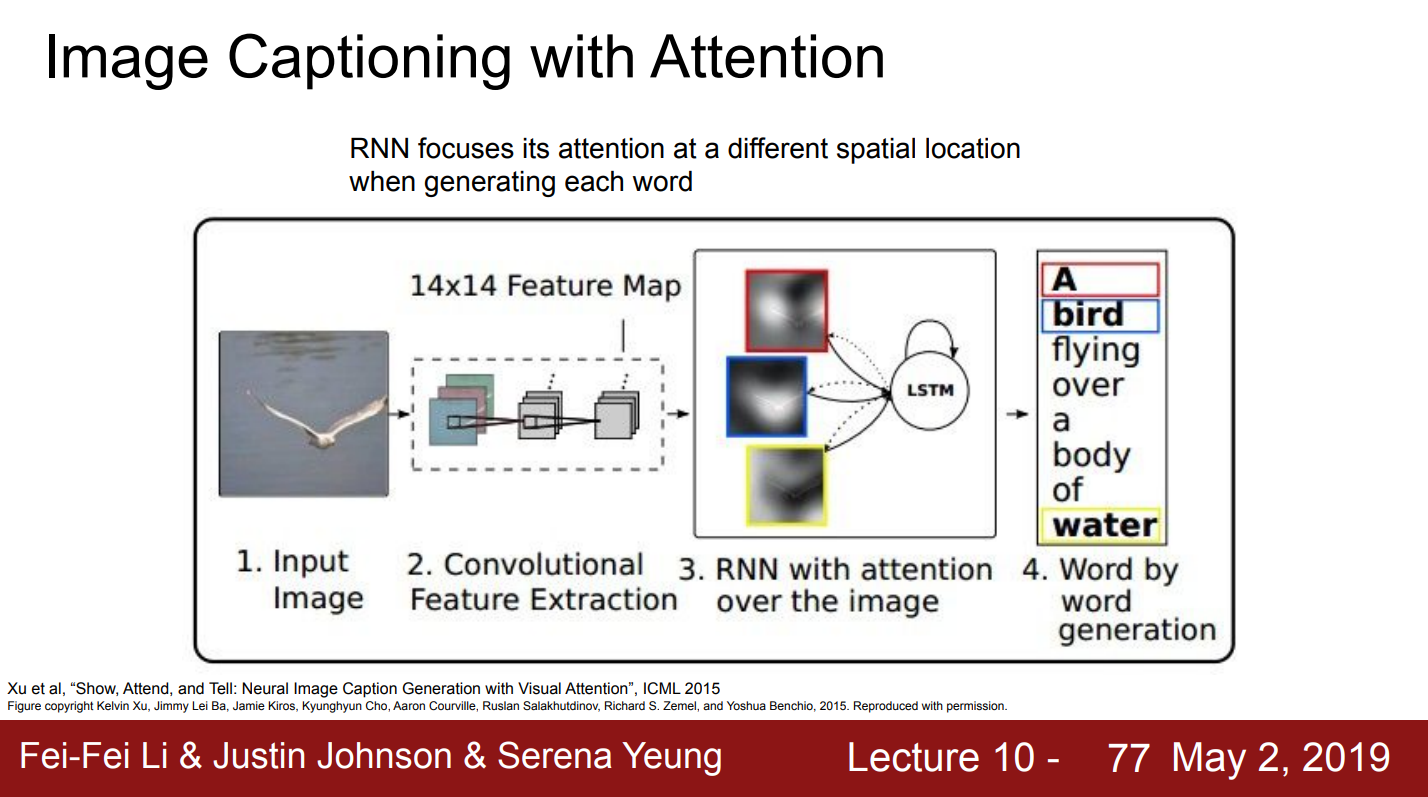 Image Captioning with Attention
RNN focuses its attention at a different spatial location
when generating each word
14x14 Feature Map
LSTM
A
bird
flying
over
a
body
of
water
1. Input
Image
2. Convolutional
Feature Extraction
3. RNN with attention
over the image
4. Word by
word
generation
Xu et al, “Show, Attend, and Tell: Neural Image Caption Generation with Visual Attention”, ICML 2015
Figure copyright Kelvin Xu, Jimmy Lei Ba, Jamie Kiros, Kyunghyun Cho, Aaron Courville, Ruslan Salakhutdinov, Richard S. Zemel, and Yoshua Benchio, 2015. Reproduced with permission.
Fei-Fei Li & Justin Johnson & Serena Yeung Lecture 10 - 77 May 2, 2019